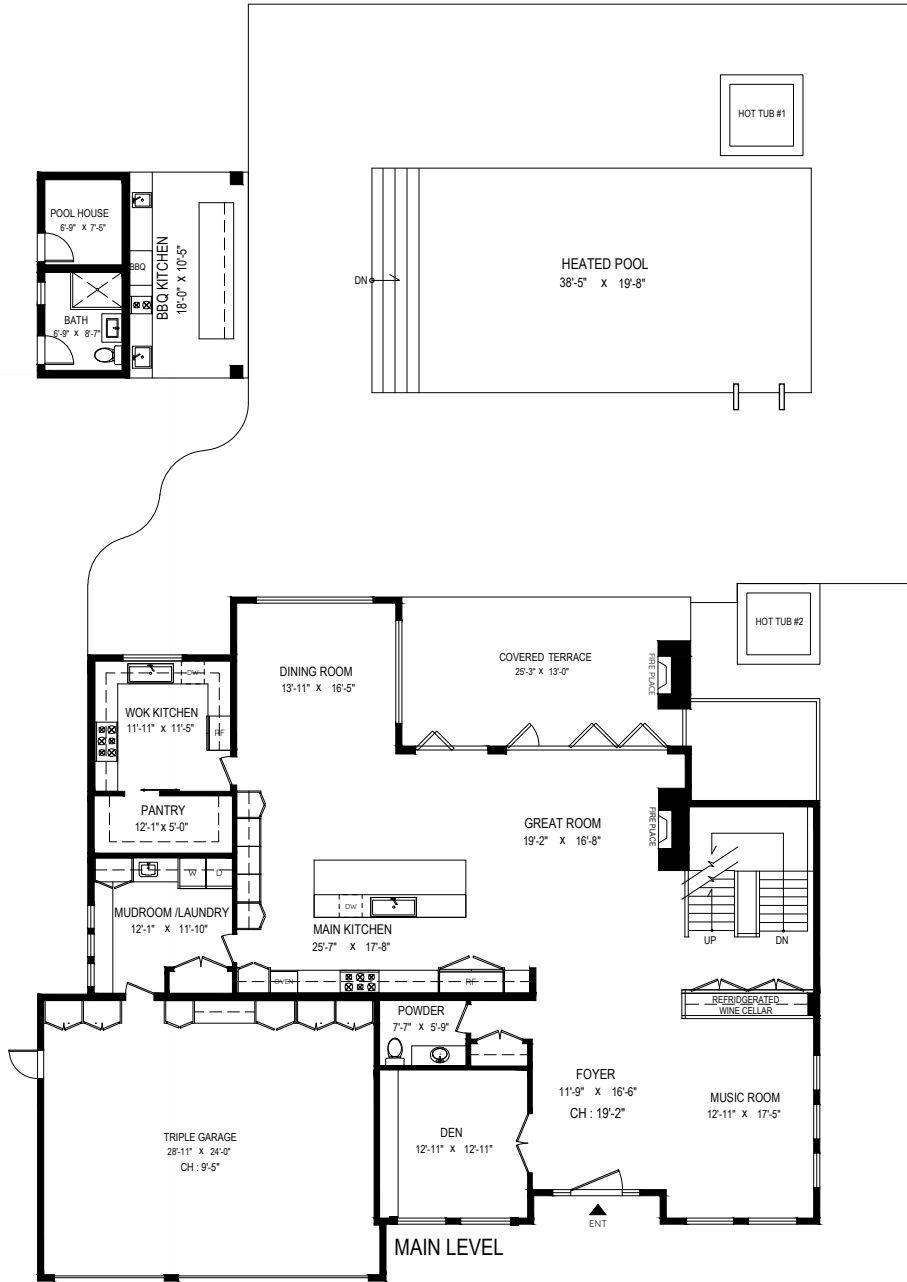 HOT TUB #1
POOL HOUSE
6'-9" X 7'-5"
BBQ
BBQ KITCHEN
18'-0" X 10'-5"
BATH
6'-9" X 8'-7"
HEATED POOL
38'-5" X 19'-8"
DN
HOT TUB #2
DINING ROOM
13'-11" X 16'-5"
COVERED TERRACE
25'-3" X 13'-0"
FIRE PLACE
DW
WOK KITCHEN
11'-11" X 11'-5"
RF
PANTRY
12'-1" X 5'-0"
GREAT ROOM
19'-2" X 16'-8"
FIRE PLACE
W
D
MUDROOM /LAUNDRY
12'-1" X 11'-10"
DW
MAIN KITCHEN
25'-7" X 17'-8"
UP
DN
OVEN
RF
REFRIDGERATED
WINE CELLAR
POWDER
7'-7" X 5'-9"
FOYER
11'-9" X 16'-6"
CH : 19'-2"
MUSIC ROOM
12'-11" X 17'-5"
TRIPLE GARAGE
28'-11" X 24'-0"
CH : 9'-5"
DEN
12'-11" X 12'-11"
ENT
MAIN LEVEL